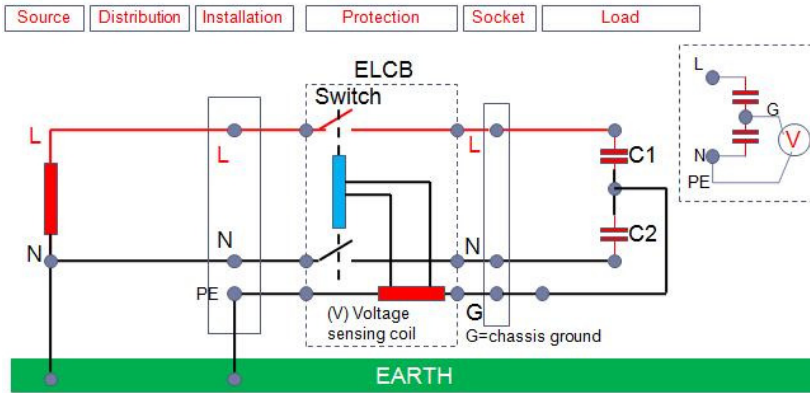 Source Distribution Installation Protection Socket Load
ELCB
Switch
L
L
L
C1
C2
N
N
N
PE
(V) Voltage
sensing coil
G
G=chassis ground
EARTH
L
G
V
N
PE